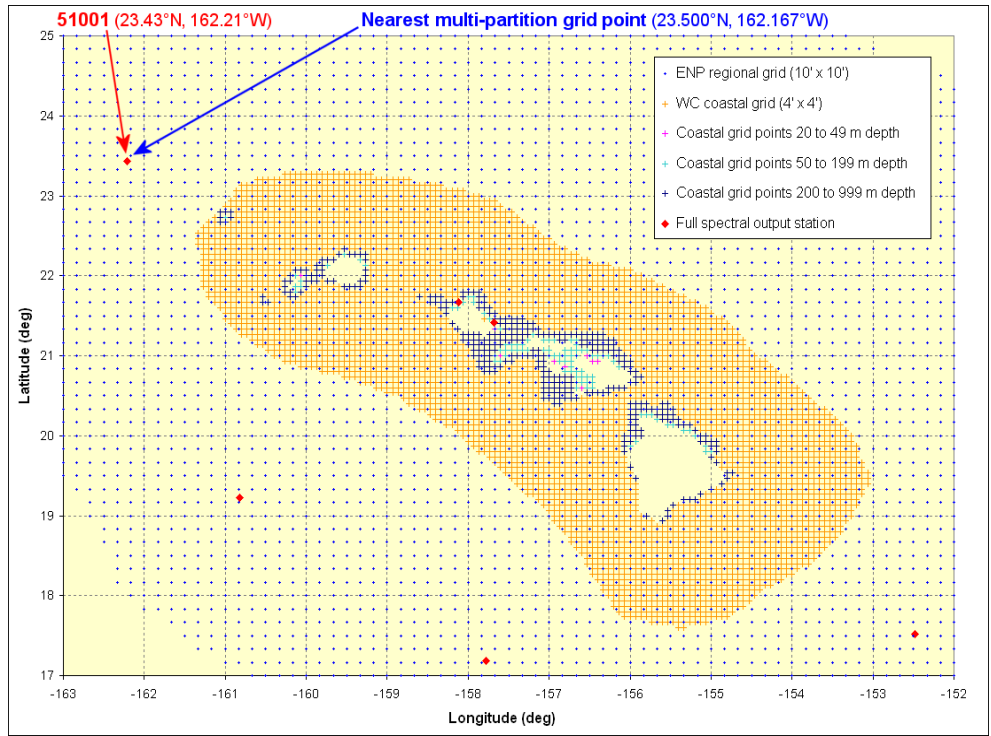 51001 (23.43°N, 162.21°W)
Nearest multi-partition grid point (23.500°N, 162.167°W)
ENP regional grid (10' x 10')
WC coastal grid (4' x 4')
Coastal grid points 20 to 49 m depth
Coastal grid points 50 to 199 m depth
Coastal grid points 200 to 999 m depth
Full spectral output station
Latitude (deg)
25
24
23
22
21
20
19
18
17
-163 -162 -161 -160 -159 -158 -157 -156 -155 -154 -153 -152
Longitude (deg)